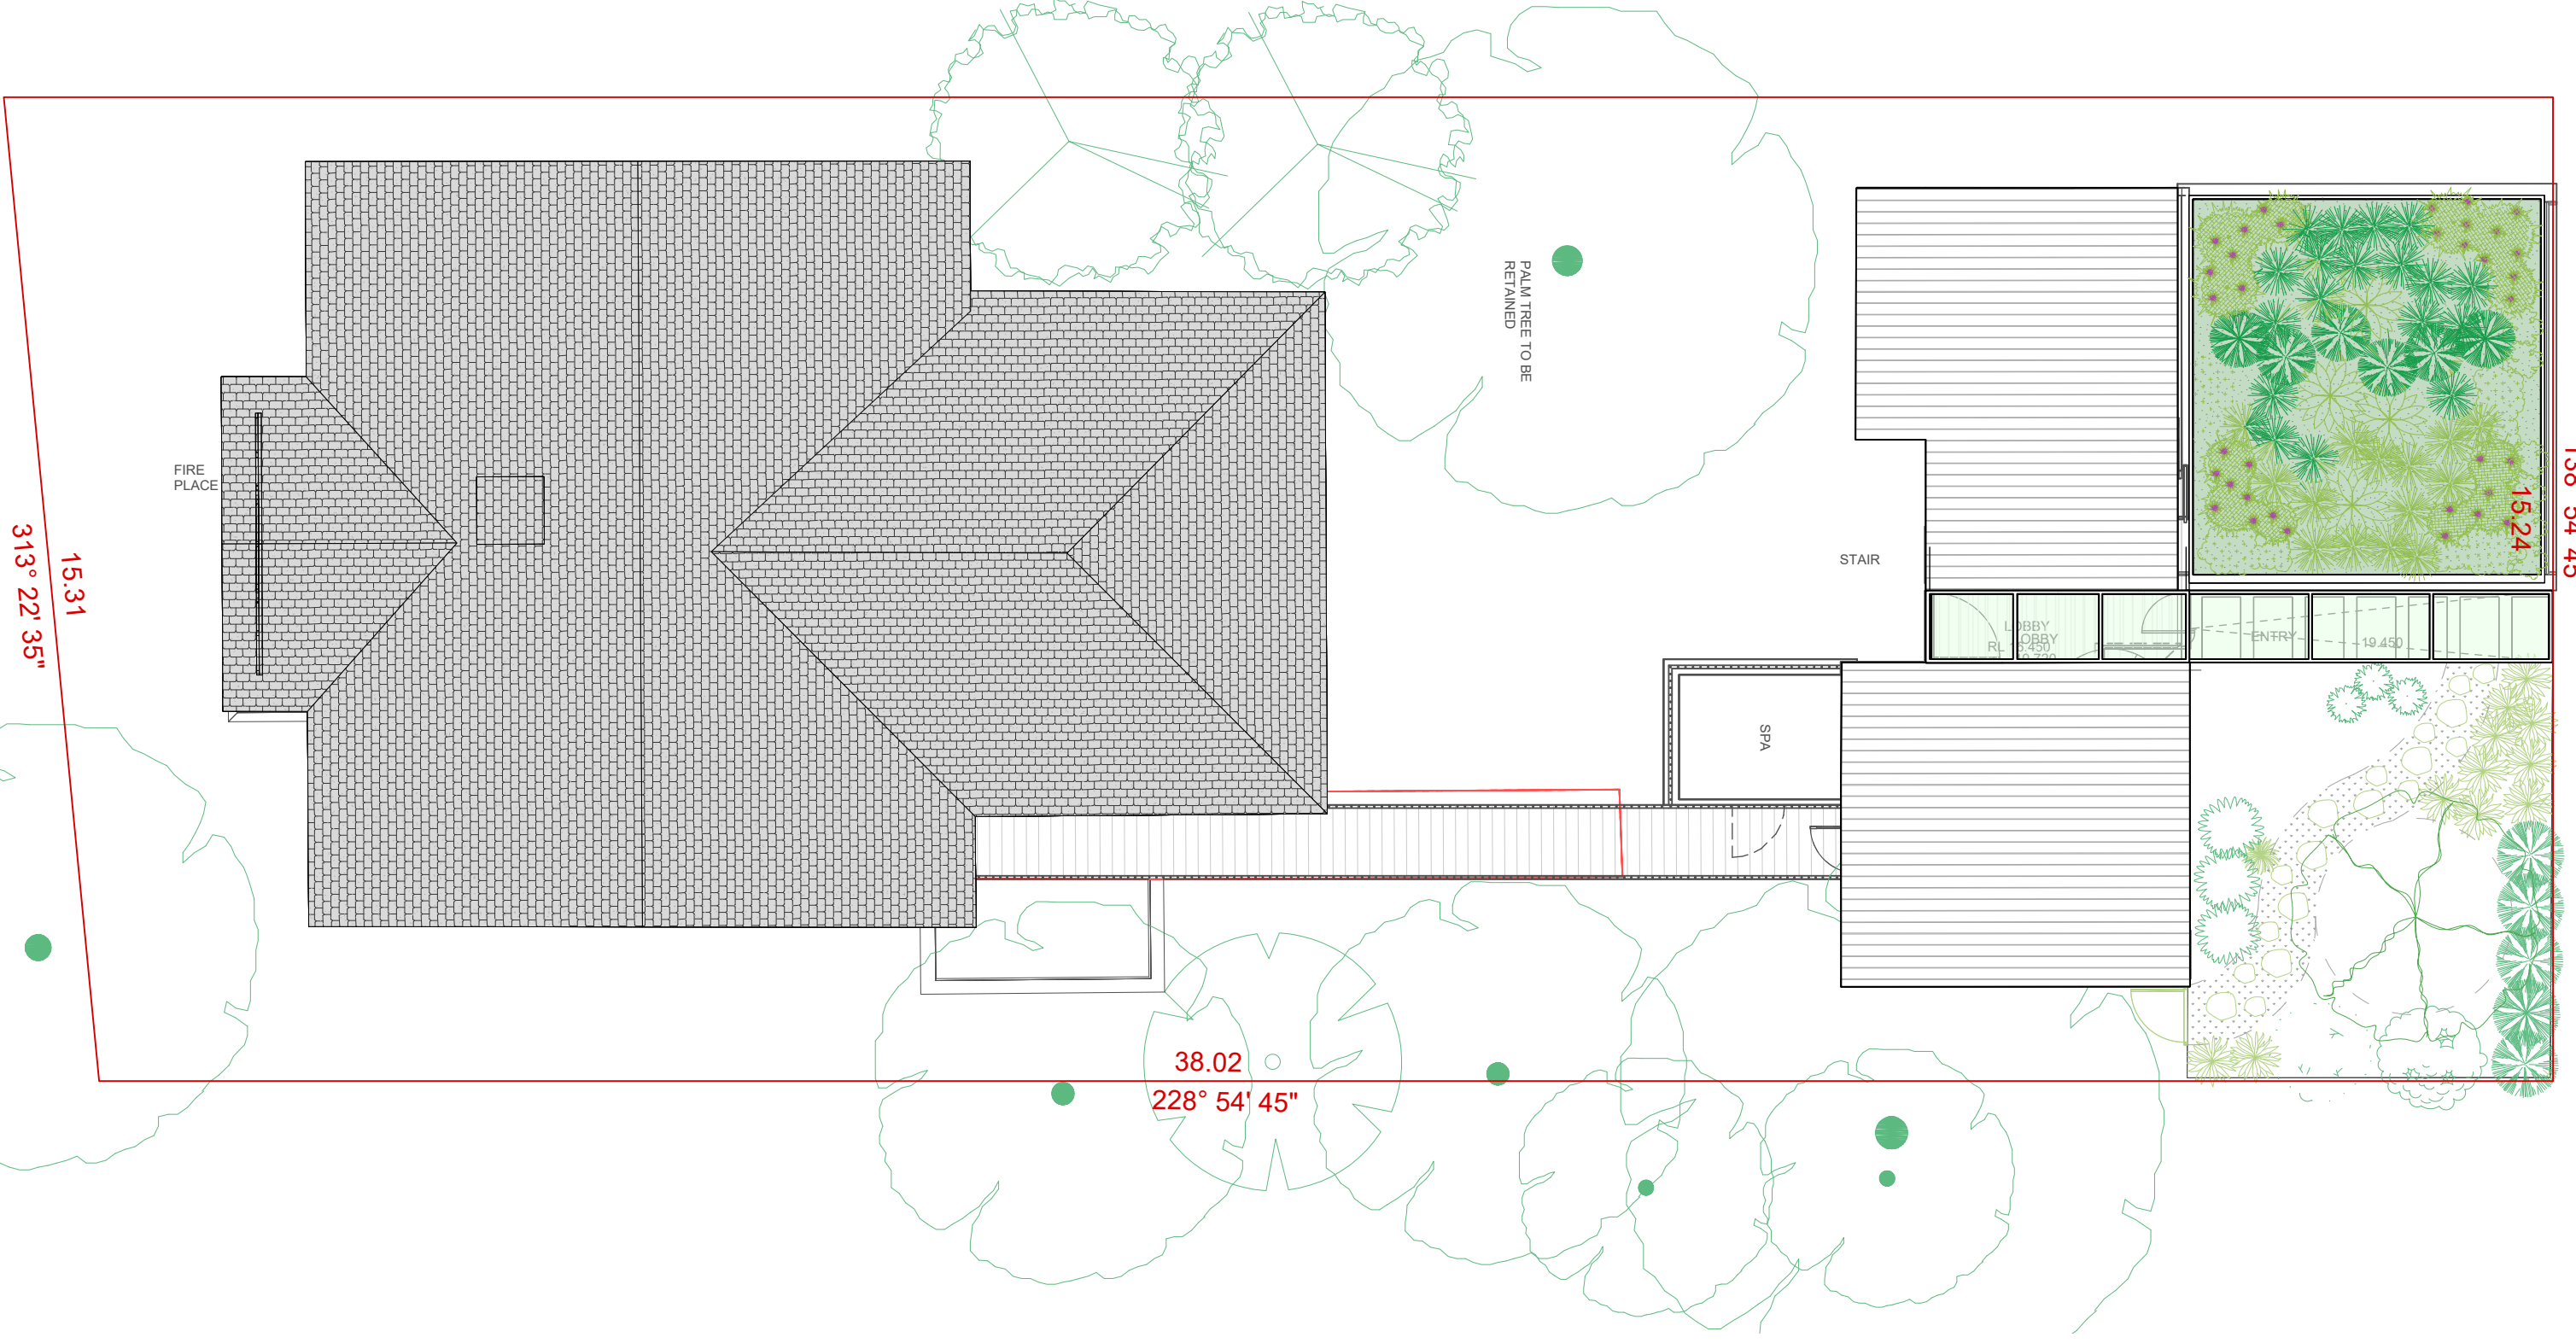 PALM TREE TO BE
RETAINED
FIRE
PLACE
15.31
313° 22' 35"
STAIR
15.24
LOBBY
ENTRY
19.450
SPA
38.02
228° 54' 45"